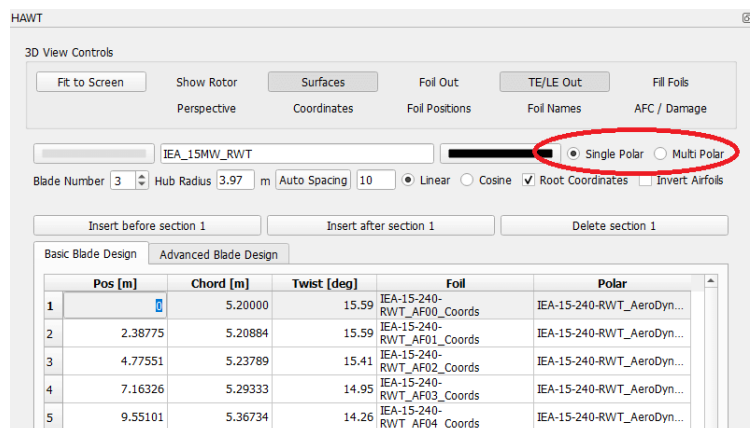 HAWT
3D View Controls
Fit to Screen Show Rotor Surfaces Foil Out TE/LE Out Fill Foils
Perspective Coordinates Foil Positions Foil Names AFC / Damage
IEA_15MW_RWT Single Polar Multi Polar
Blade Number 3 Hub Radius 3.97 m Auto Spacing 10 Linear Cosine Root Coordinates Invert Airfoils
Insert before section 1 Insert after section 1 Delete section 1
Basic Blade Design Advanced Blade Design
Pos [m] Chord [m] Twist [deg] Foil Polar
1 0 5.20000 15.59 IEA-15-240-
RWT_AF00_Coords IEA-15-240-RWT_AeroDyn...
2 2.38775 5.20884 15.59 IEA-15-240-
RWT_AF01_Coords IEA-15-240-RWT_AeroDyn...
3 4.77551 5.23789 15.41 IEA-15-240-
RWT_AF02_Coords IEA-15-240-RWT_AeroDyn...
4 7.16326 5.29333 14.95 IEA-15-240-
RWT_AF03_Coords IEA-15-240-RWT_AeroDyn...
5 9.55101 5.36734 14.26 IEA-15-240-
RWT_AF04_Coords IEA-15-240-RWT_AeroDyn...